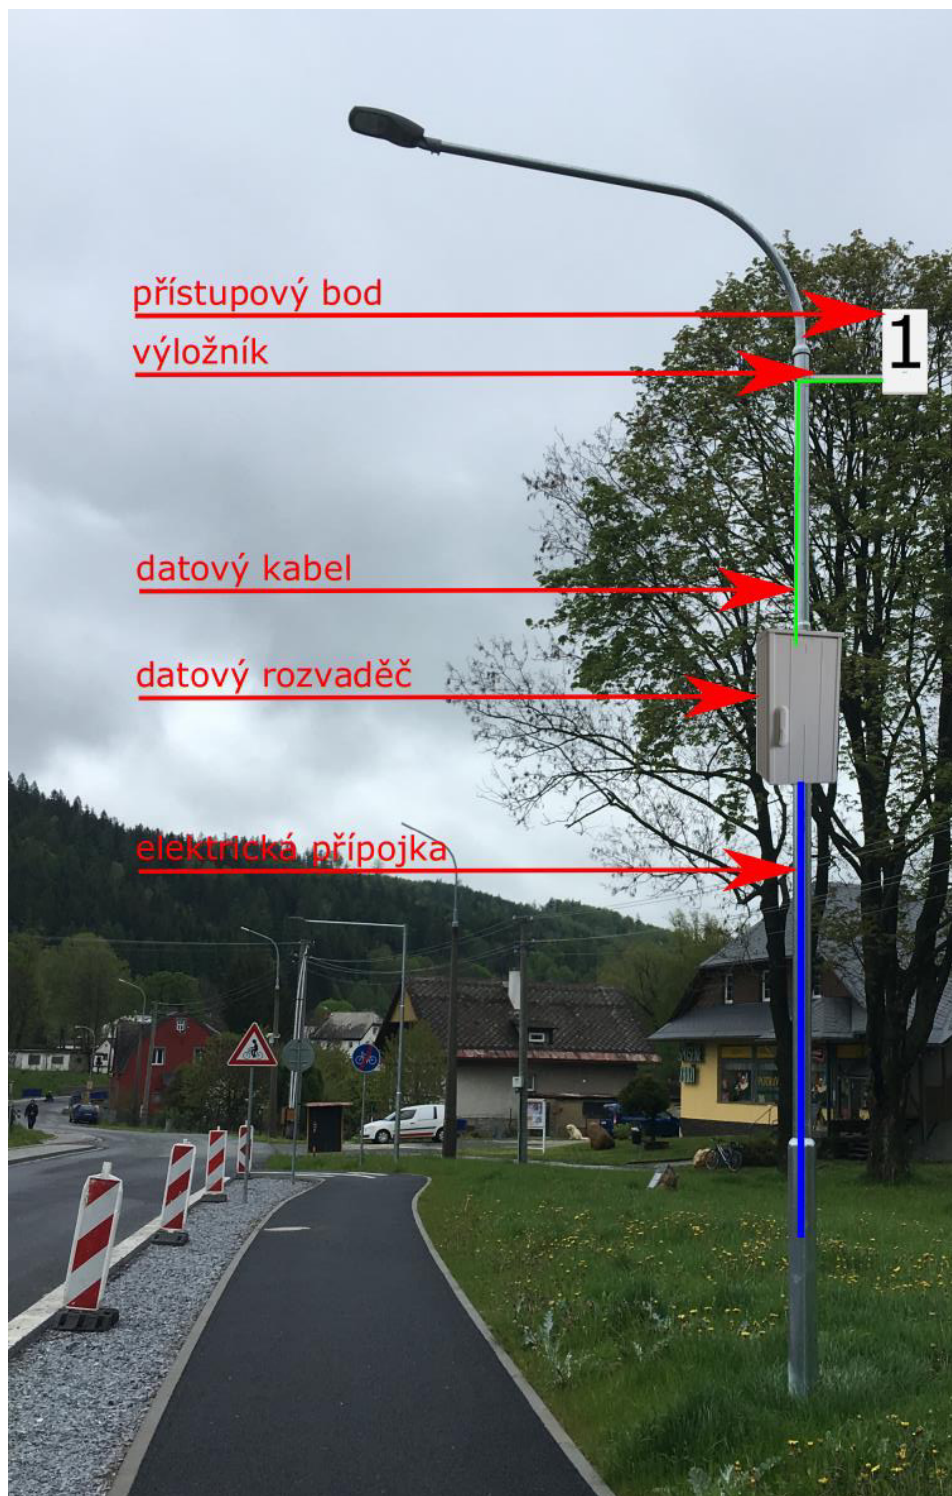 přístupový bod
1
výložník
datový kabel
datový rozvaděč
elektrická přípojka